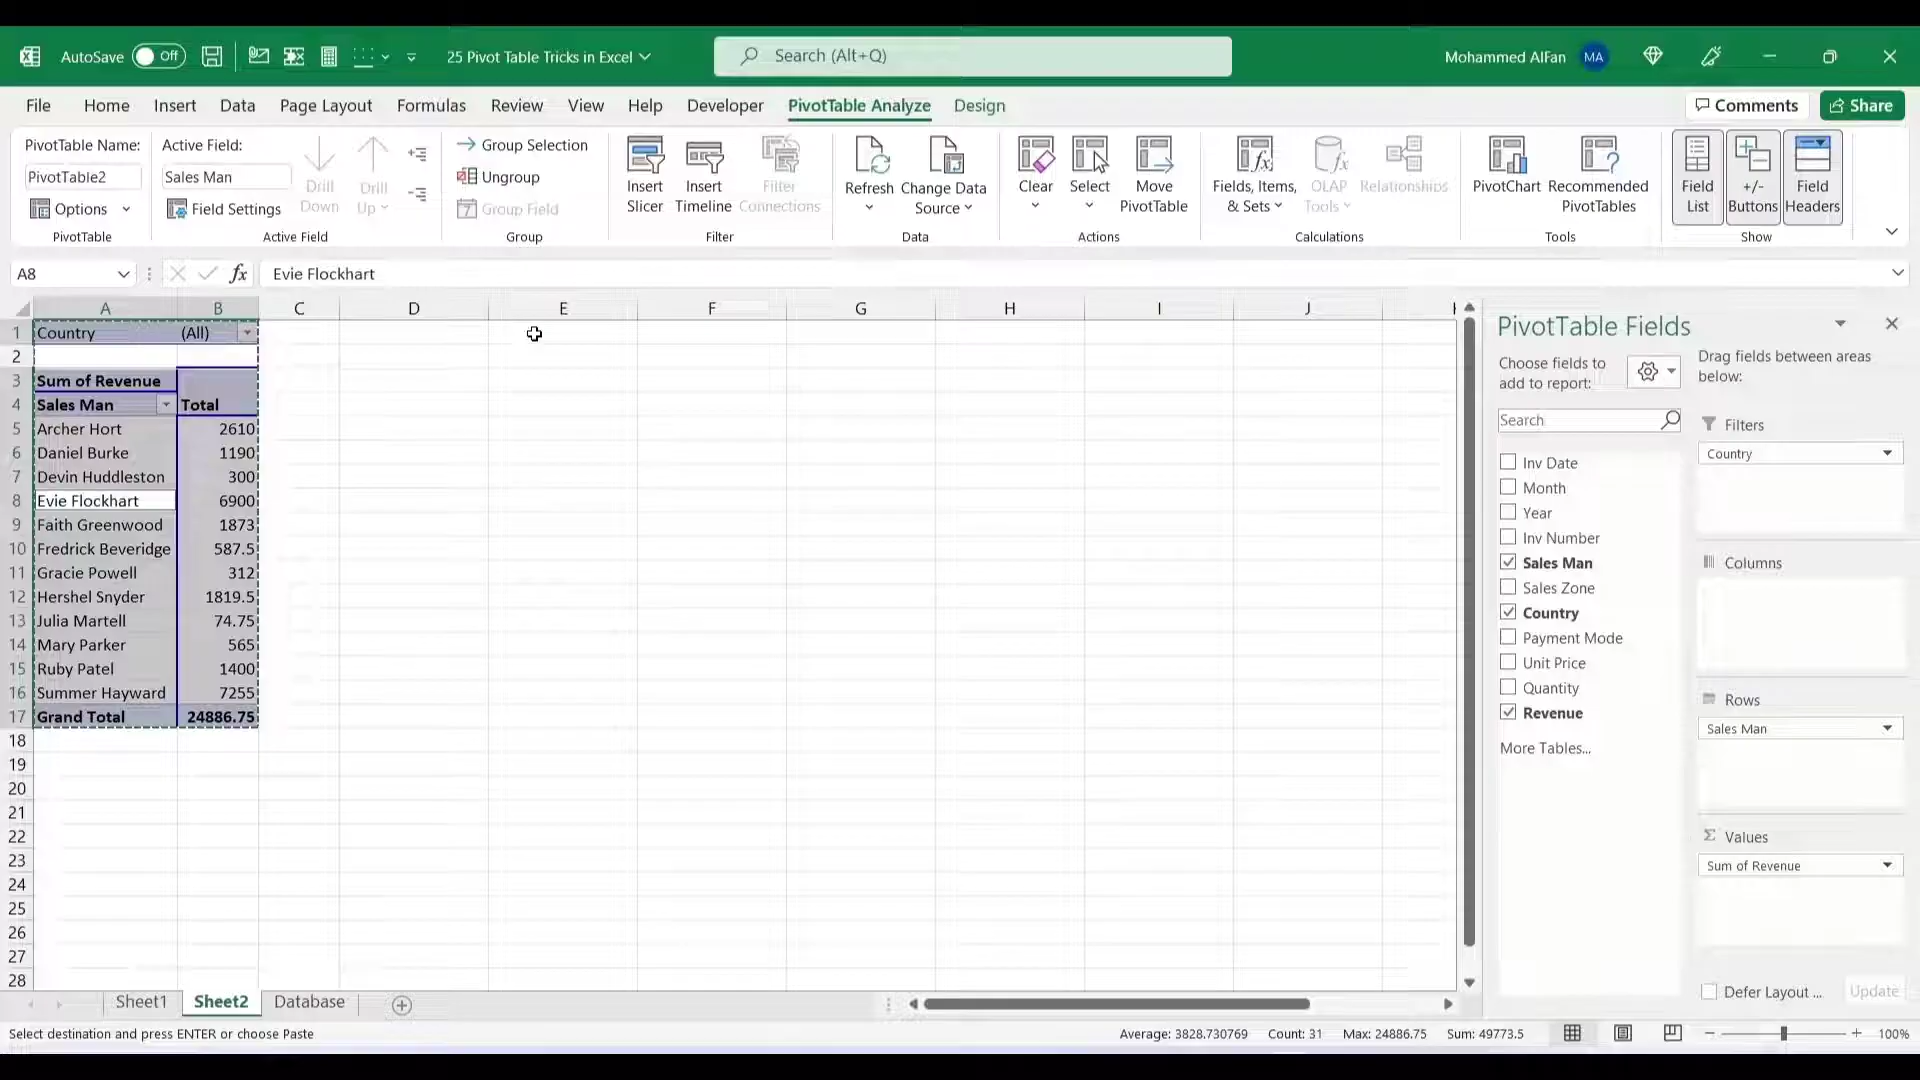 AutoSave Off 25 Pivot Table Tricks in Excel Search (Alt+Q) Mohammed AlFan MA
File Home Insert Data Page Layout Formulas Review View Help Developer PivotTable Analyze Design Comments Share
PivotTable Name:
PivotTable2
Options
PivotTable
Active Field:
Sales Man
Field Settings
Drill
Down
Drill
Up
Active Field
Group Selection
Ungroup
Group Field
Group
Insert
Slicer
Insert
Timeline
Filter
Connections
Filter
Refresh
Change Data
Source
Data
Clear
Select
Move
PivotTable
Actions
Fields, Items,
& Sets
OLAP
Tools
Relationships
Calculations
PivotChart
Recommended
PivotTables
Tools
Field
List
+/-
Buttons
Field
Headers
Show
A8 fx Evie Flockhart
A B C D E F G H I J
1 Country (All)
2
3 Sum of Revenue
4 Sales Man Total
5 Archer Hort 2610
6 Daniel Burke 1190
7 Devin Huddleston 300
8 Evie Flockhart 6900
9 Faith Greenwood 1873
10 Fredrick Beveridge 587.5
11 Gracie Powell 312
12 Hershel Snyder 1819.5
13 Julia Martell 74.75
14 Mary Parker 565
15 Ruby Patel 1400
16 Summer Hayward 7255
17 Grand Total 24886.75
18
19
20
21
22
23
24
25
26
27
28
PivotTable Fields
Choose fields to
add to report:
Search
Inv Date
Month
Year
Inv Number
Sales Man
Sales Zone
Country
Payment Mode
Unit Price
Quantity
Revenue
More Tables...
Drag fields between areas
below:
Filters
Country
Columns
Rows
Sales Man
Σ Values
Sum of Revenue
Defer Layout ... Update
Sheet1 Sheet2 Database
Select destination and press ENTER or choose Paste Average: 3828.730769 Count: 31 Max: 24886.75 Sum: 49773.5 100%